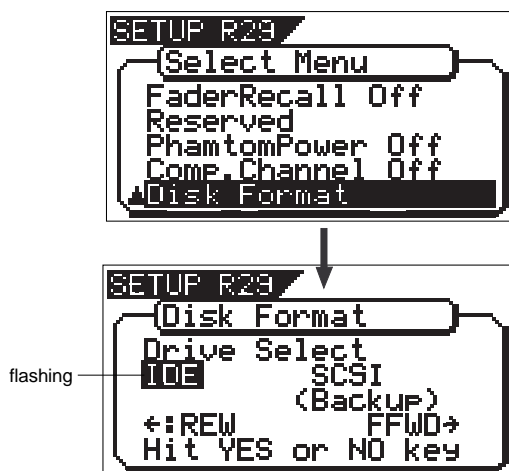 SETUP R29
Select Menu
FaderRecall Off
Reserved
PhamtomPower Off
Comp.Channel Off
▲Disk Format
SETUP R29
Disk Format
Drive Select
flashing
IDE SCSI
(Backup)
←:REW FFWD→
Hit YES or NO key